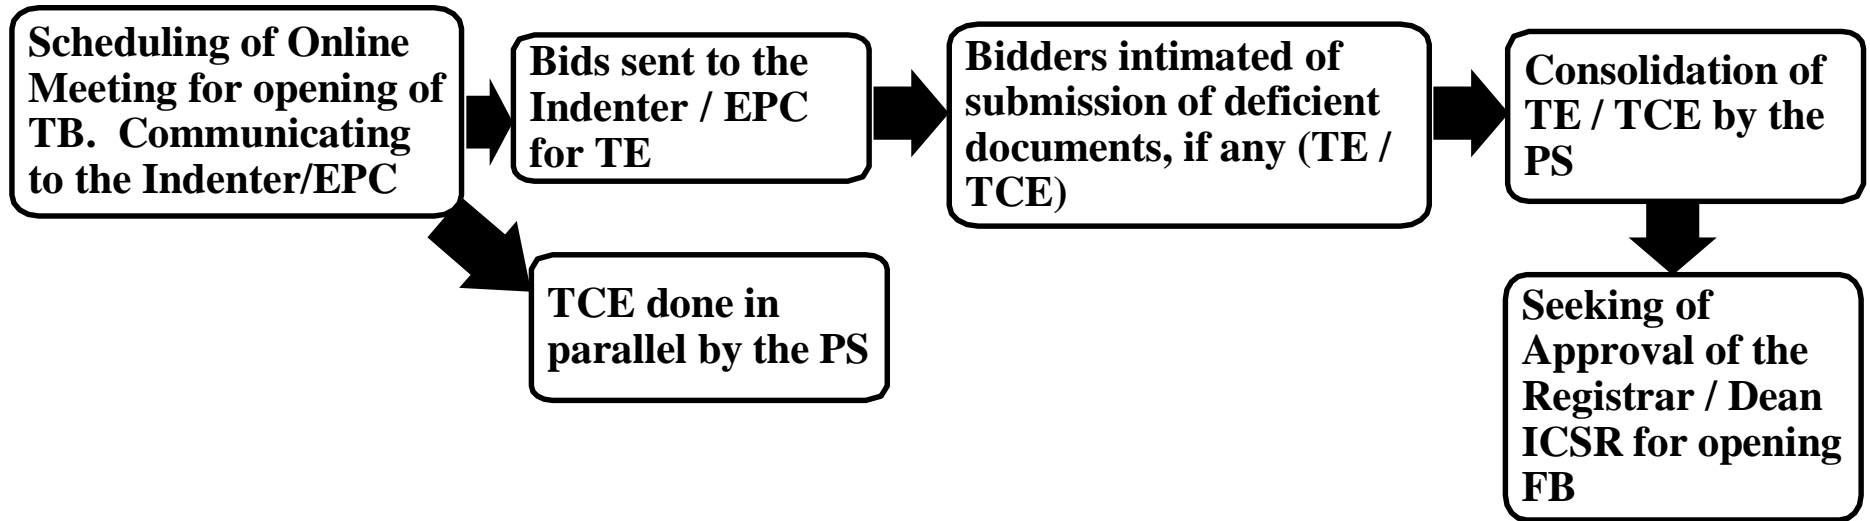 Scheduling of Online
Meeting for opening of
TB.  Communicating
to the Indenter/EPC
Bids sent to the
Indenter / EPC
for TE
Bidders intimated of
submission of deficient
documents, if any (TE /
TCE)
Consolidation of
TE / TCE by the
PS
TCE done in
parallel by the PS
Seeking of
Approval of the
Registrar / Dean
ICSR for opening
FB